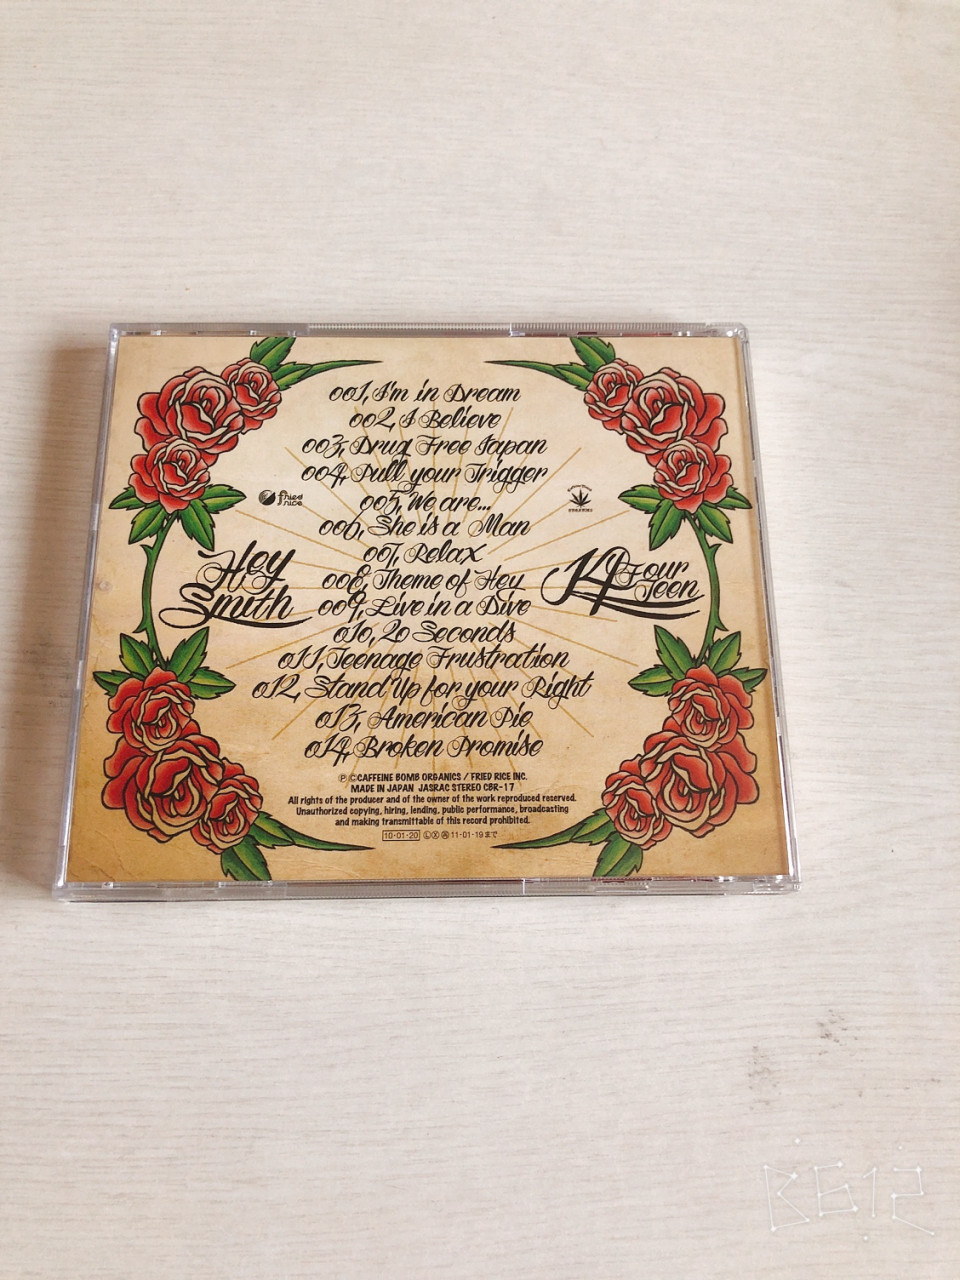 001, I'm in Dream
002, I Believe
003, Drug Free Japan
004, Pull your Trigger
fried
rice
005, We are...
006, She is a Man
007, Relax
Hey
Smith
14 Four
Teen
008, Theme of Hey
009, Live in a Dive
010, 20 Seconds
011, Teenage Frustration
012, Stand Up for your Right
013, American Pie
014, Broken Promise
Ⓟ ©CAFFEINE BOMB ORGANICS / FRIED RICE INC.
MADE IN JAPAN JASRAC STEREO CBR-17
All rights of the producer and of the owner of the work reproduced reserved.
Unauthorized copying, hiring, lending, public performance, broadcasting
and making transmittable of this record prohibited.
10·01·20 Ⓛ Ⓧ 11·01·19まで
B612